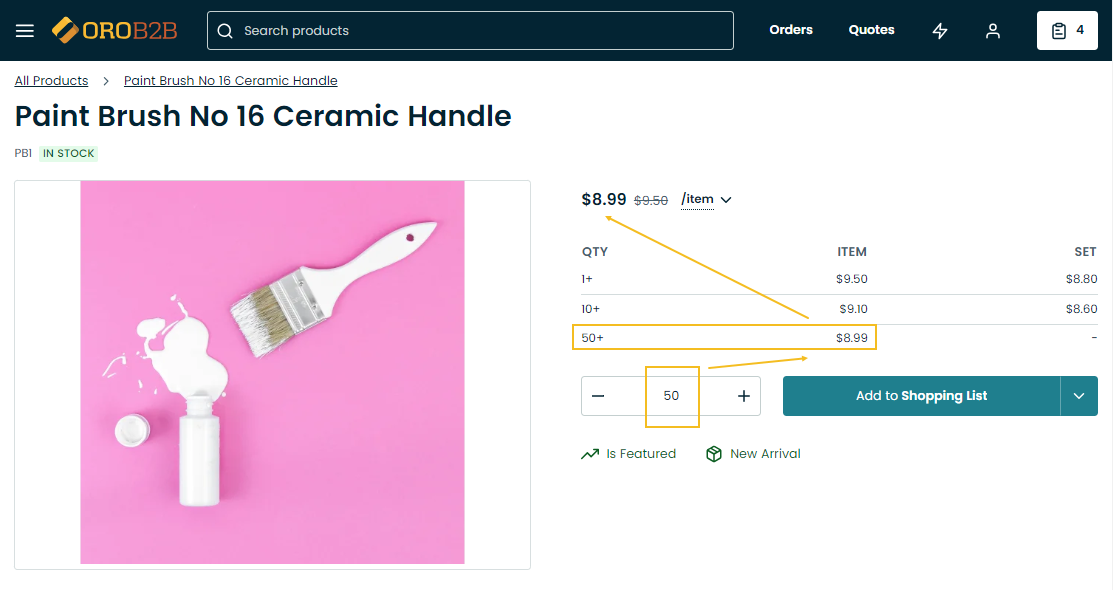 OROB2B Search products Orders Quotes 4
All Products > Paint Brush No 16 Ceramic Handle
Paint Brush No 16 Ceramic Handle
PB1 IN STOCK
$8.99 $9.50 /item
QTY ITEM SET
1+ $9.50 $8.80
10+ $9.10 $8.60
50+ $8.99 -
50 Add to Shopping List
Is Featured New Arrival